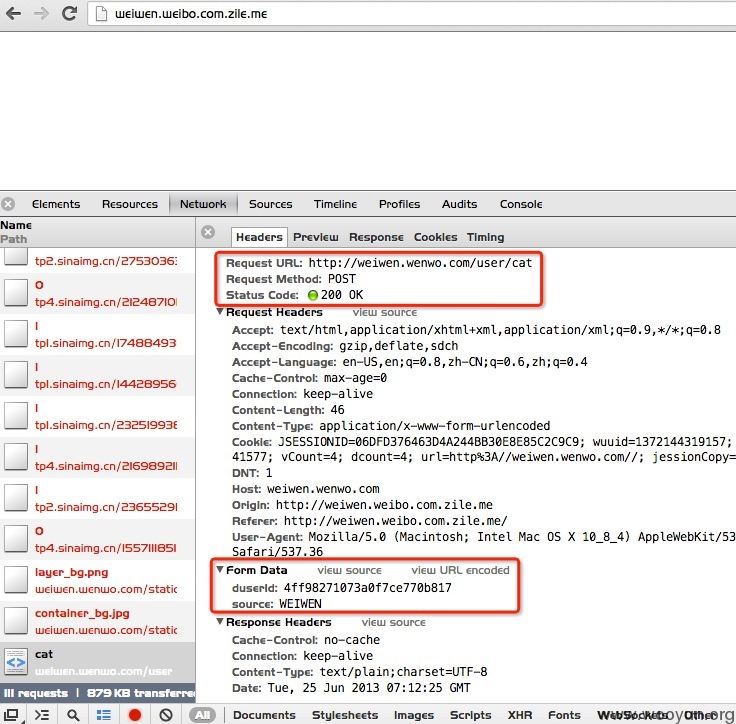 weiwen.weibo.com.zile.me
Elements Resources Network Sources Timeline Profiles Audits Console
Name
Path
Headers Preview Response Cookies Timing
tp2.sinaimg.cn/27530363
O
tp4.sinaimg.cn/21248710
1
tp1.sinaimg.cn/17488493
1
tp1.sinaimg.cn/14428956
1
tp1.sinaimg.cn/23251993
1
tp4.sinaimg.cn/21698921
1
tp2.sinaimg.cn/23655291
O
tp4.sinaimg.cn/1557111851
layer_bg.png
weiwen.wenwo.com/static
container_bg.jpg
weiwen.wenwo.com/static
cat
weiwen.wenwo.com/user
111 requests | 879 KB transferre
Request URL: http://weiwen.wenwo.com/user/cat
Request Method: POST
Status Code: 200 OK
Request Headers view source
Accept: text/html,application/xhtml+xml,application/xml;q=0.9,*/*;q=0.8
Accept-Encoding: gzip,deflate,sdch
Accept-Language: en-US,en;q=0.8,zh-CN;q=0.6,zh;q=0.4
Cache-Control: max-age=0
Connection: keep-alive
Content-Length: 46
Content-Type: application/x-www-form-urlencoded
Cookie: JSESSIONID=06DFD376463D4A244BB30E8E85C2C9C9; wuuid=1372144319157;
41577; vCount=4; dcount=4; url=http%3A//weiwen.wenwo.com//; jessionCopy=
DNT: 1
Host: weiwen.wenwo.com
Origin: http://weiwen.weibo.com.zile.me
Referer: http://weiwen.weibo.com.zile.me/
User-Agent: Mozilla/5.0 (Macintosh; Intel Mac OS X 10_8_4) AppleWebKit/53
Safari/537.36
Form Data view source view URL encoded
duserId: 4ff98271073a0f7ce770b817
source: WEIWEN
Response Headers view source
Cache-Control: no-cache
Connection: keep-alive
Content-Type: text/plain;charset=UTF-8
Date: Tue, 25 Jun 2013 07:12:25 GMT
All Documents Stylesheets Images Scripts XHR Fonts WebSockets Other